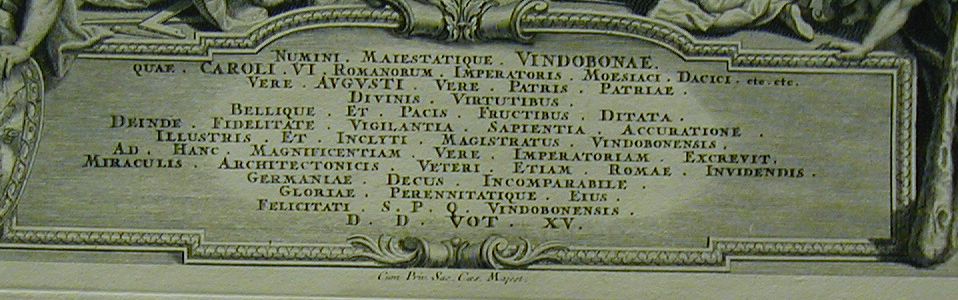 NUMINI . MAIESTATIQUE . VINDOBONAE.
QUAE . CAROLI . VI . ROMANORUM . IMPERATORIS . MOESIACI . DACICI . etc. etc.
VERE . AVGVSTI . VERE . PATRIS . PATRIAE .
DIVINIS . VIRTUTIBUS .
BELLIQUE . ET . PACIS . FRUCTIBUS . DITATA .
DEINDE . FIDELITATE . VIGILANTIA . SAPIENTIA . ACCURATIONE .
ILLUSTRIS . ET . INCLYTI . MAGISTRATUS . VINDOBONENSIS .
AD . HANC . MAGNIFICENTIAM . VERE . IMPERATORIAM . EXCREVIT.
MIRACULIS . ARCHITECTONICIS . VETERI . ETIAM . ROMAE . INVIDENDIS .
GERMANIAE . DECUS . INCOMPARABILE .
GLORIAE . PERENNITATIQUE . EIUS .
FELICITATI . S . P . Q . VINDOBONENSIS .
D . D . VOT . XV .
Cum Priv. Sac. Cæs. Majest.